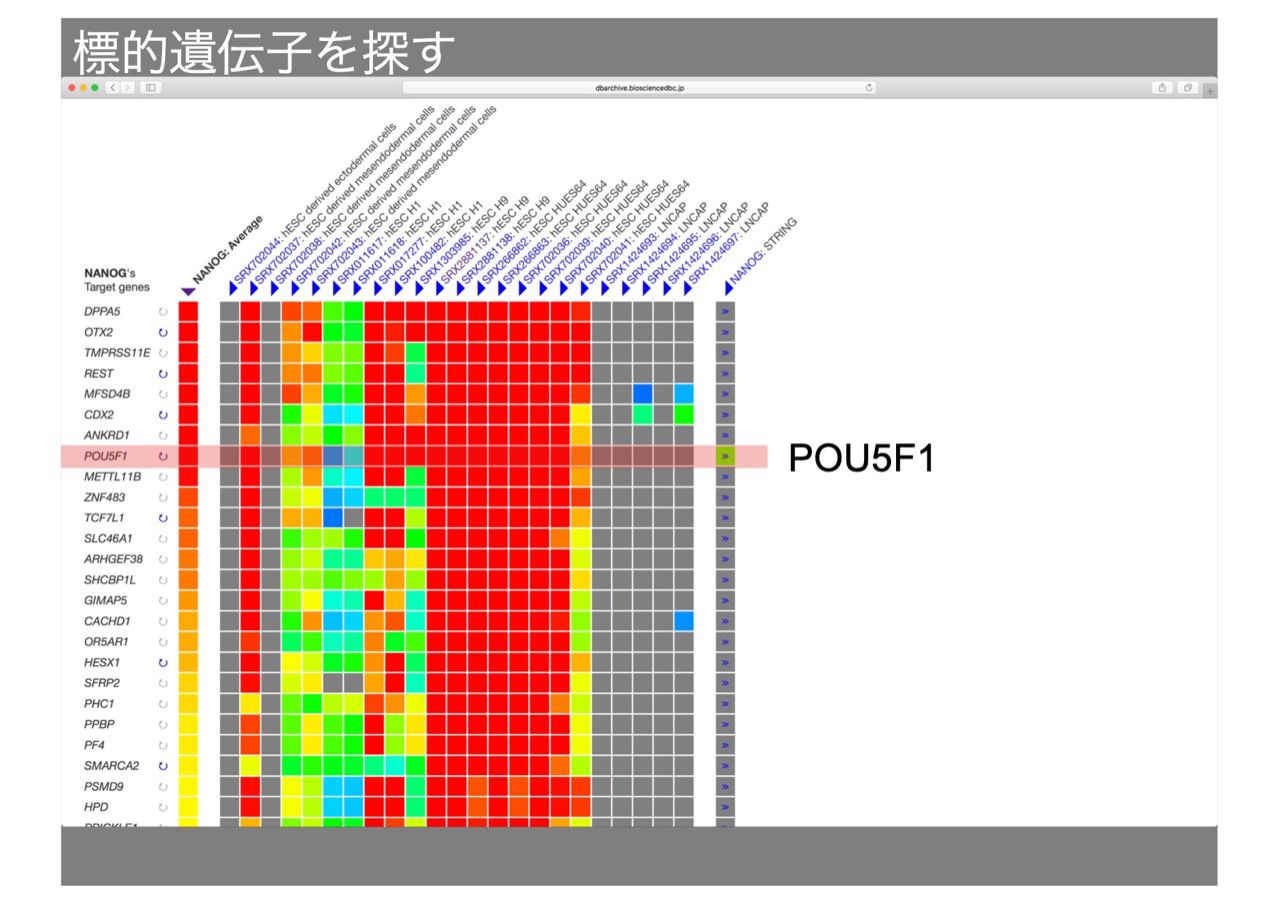 標的遺伝子を探す
dbarchive.biosciencedbc.jp
NANOG: Average
SRX702044: hESC derived ectodermal cells
SRX702037: hESC derived mesendodermal cells
SRX702038: hESC derived mesendodermal cells
SRX702042: hESC derived mesendodermal cells
SRX702043: hESC derived mesendodermal cells
SRX011617: hESC H1
SRX011618: hESC H1
SRX017277: hESC H1
SRX100482: hESC H1
SRX1303985: hESC H9
SRX2881137: hESC H9
SRX2881138: hESC H9
SRX266862: hESC HUES64
SRX266863: hESC HUES64
SRX702036: hESC HUES64
SRX702039: hESC HUES64
SRX702040: hESC HUES64
SRX702041: hESC HUES64
SRX1424693: LNCAP
SRX1424694: LNCAP
SRX1424695: LNCAP
SRX1424696: LNCAP
SRX1424697: LNCAP
NANOG: STRING
NANOG's
Target genes
DPPA5
OTX2
TMPRSS11E
REST
MFSD4B
CDX2
ANKRD1
POU5F1
POU5F1
METTL11B
ZNF483
TCF7L1
SLC46A1
ARHGEF38
SHCBP1L
GIMAP5
CACHD1
OR5AR1
HESX1
SFRP2
PHC1
PPBP
PF4
SMARCA2
PSMD9
HPD